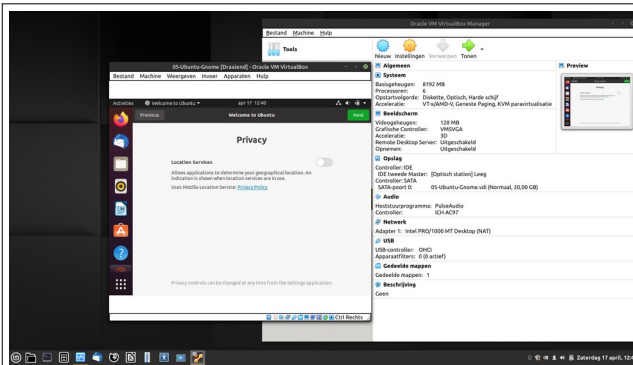 Oracle VM VirtualBox Manager
Bestand Machine Hulp
Tools
Nieuw Instellingen Verwerpen Tonen
Algemeen
Preview
Systeem
Basisgeheugen: 8192 MB
Processoren: 6
Opstartvolgorde: Diskette, Optisch, Harde schijf
Acceleratie: VT-x/AMD-V, Geneste Paging, KVM paravirtualisatie
Beeldscherm
Videogeheugen: 128 MB
Grafische Controller: VMSVGA
Acceleratie: 3D
Remote Desktop Server: Uitgeschakeld
Opnemen: Uitgeschakeld
Opslag
Controller: IDE
IDE tweede Master: [Optisch station] Leeg
Controller: SATA
SATA-poort 0: 05-Ubuntu-Gnome.vdi (Normaal, 20,00 GB)
Audio
Hoststuurprogramma: PulseAudio
Controller: ICH AC97
Netwerk
Adapter 1: Intel PRO/1000 MT Desktop (NAT)
USB
USB-controller: OHCI
Apparaatfilters: 0 (0 actief)
Gedeelde mappen
Gedeelde mappen: 1
Beschrijving
Geen
05-Ubuntu-Gnome [Draaiend] - Oracle VM VirtualBox
Bestand Machine Weergeven Invoer Apparaten Hulp
Activities Welcome to Ubuntu apr 17 12:40
Previous Welcome to Ubuntu Next
Privacy
Location Services
Allows applications to determine your geographical location. An
indication is shown when location services are in use.
Uses Mozilla Location Service: Privacy Policy
Privacy controls can be changed at any time from the Settings application.
Ctrl Rechts
Zaterdag 17 april, 12:4